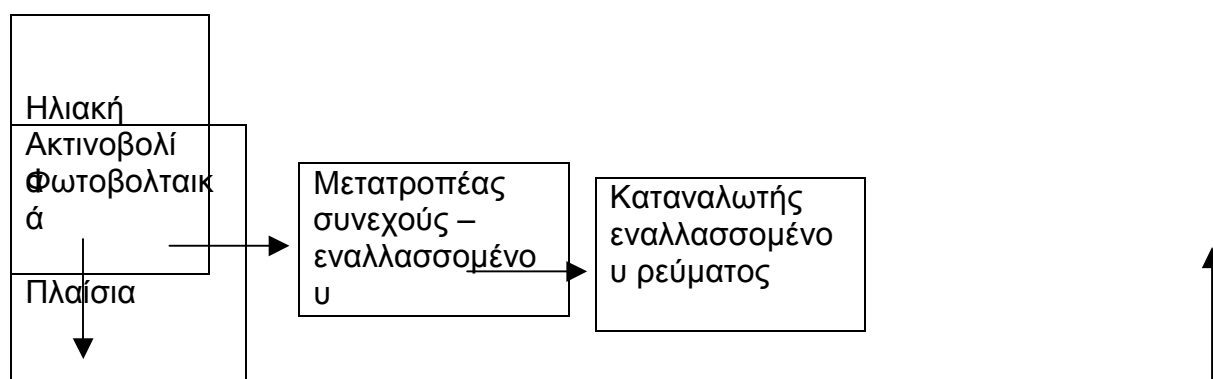 Ηλιακή
Ακτινοβολί
α
Φωτοβολταικ
ά
Πλαίσια
Μετατροπέας
συνεχούς –
εναλλασσομένο
υ
Καταναλωτής
εναλλασσομένο
υ ρεύματος